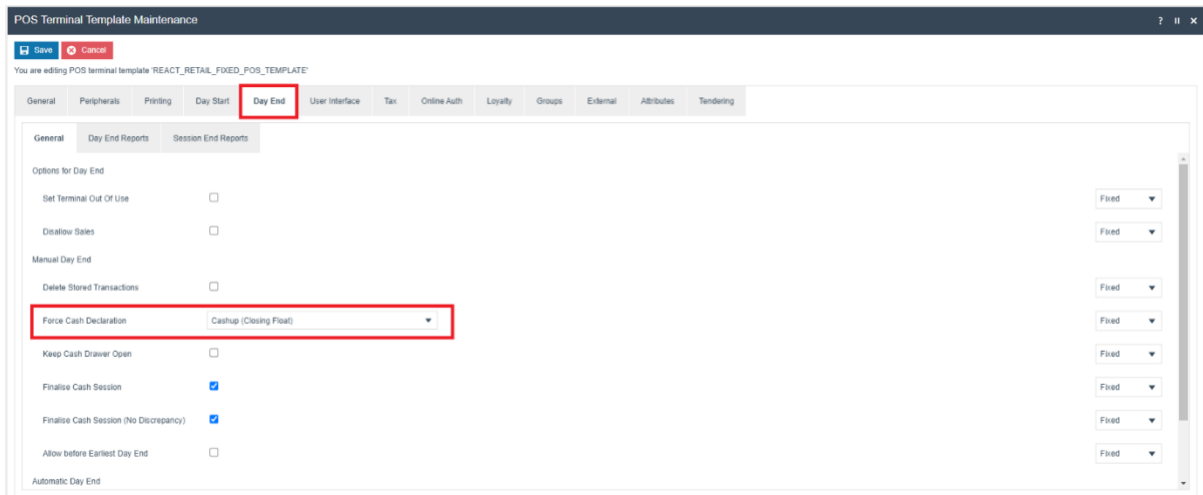 POS Terminal Template Maintenance ? II X
Save Cancel
You are editing POS terminal template 'REACT_RETAIL_FIXED_POS_TEMPLATE'
General Peripherals Printing Day Start Day End User Interface Tax Online Auth Loyalty Groups External Attributes Tendering
General Day End Reports Session End Reports
Options for Day End
Set Terminal Out Of Use Fixed
Disallow Sales Fixed
Manual Day End
Delete Stored Transactions Fixed
Force Cash Declaration Cashup (Closing Float) Fixed
Keep Cash Drawer Open Fixed
Finalise Cash Session Fixed
Finalise Cash Session (No Discrepancy) Fixed
Allow before Earliest Day End Fixed
Automatic Day End